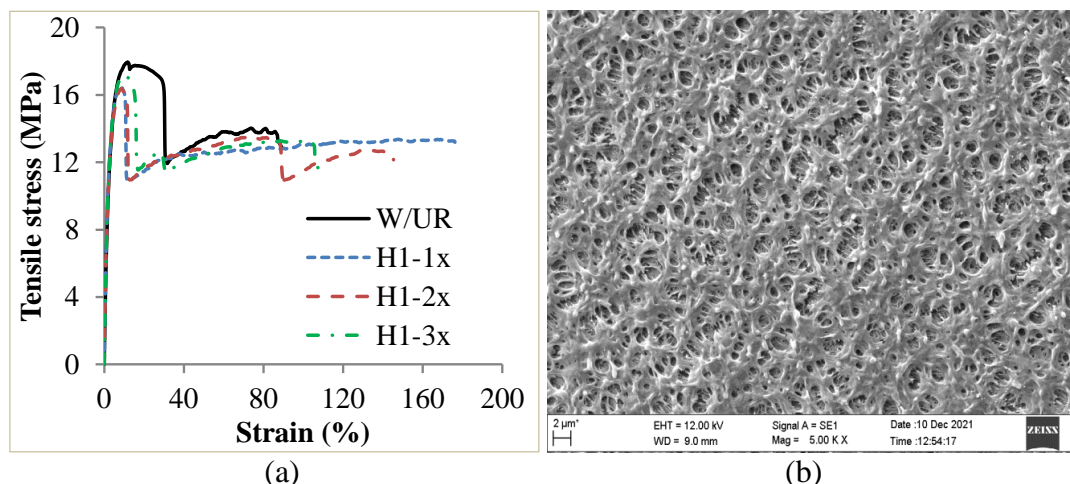 20
16
12
8
4
0
Tensile stress (MPa)
W/UR
H1-1x
H1-2x
H1-3x
0 40 80 120 160 200
Strain (%)
(a)
2 µm*
EHT = 12.00 kV Signal A = SE1 Date :10 Dec 2021
WD = 9.0 mm Mag = 5.00 K X Time :12:54:17
ZEISS
(b)